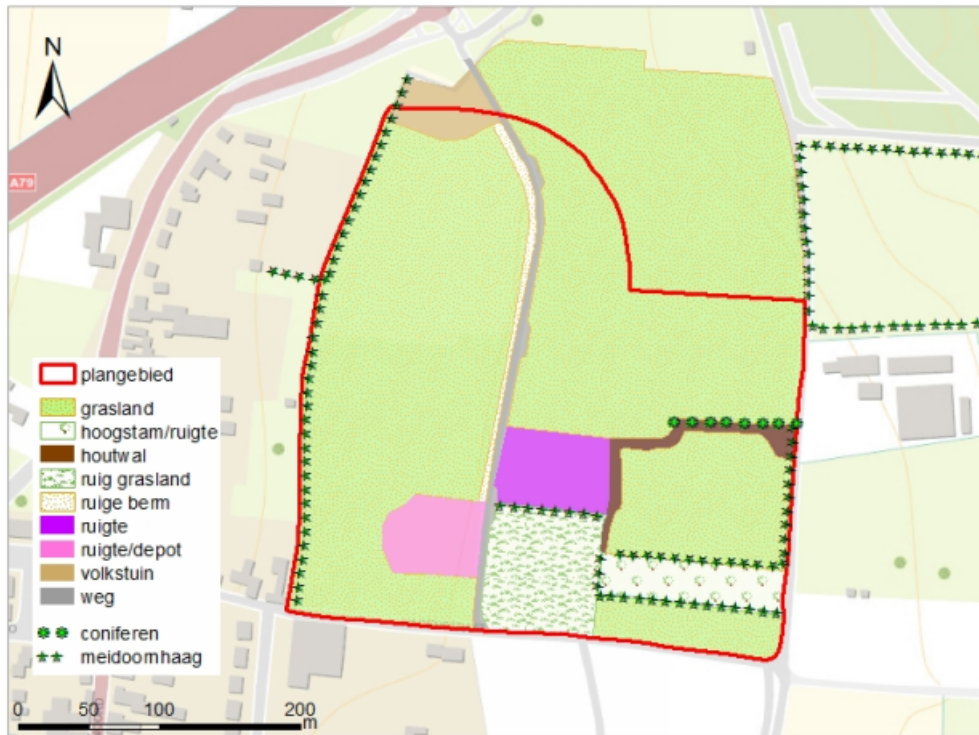 N
A79
plangebied
grasland
hoogstam/ruigte
houtwal
ruig grasland
ruige berm
ruigte
ruigte/depot
volkstuin
weg
coniferen
meidoornhaag
0 50 100 200
m